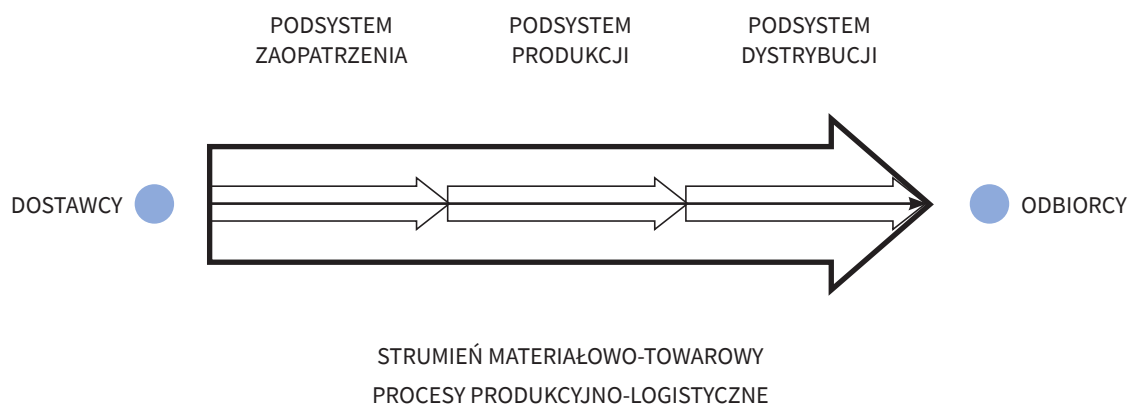 PODSYSTEM
ZAOPATRZENIA
PODSYSTEM
PRODUKCJI
PODSYSTEM
DYSTRYBUCJI
DOSTAWCY
ODBIORCY
STRUMIEŃ MATERIAŁOWO-TOWAROWY
PROCESY PRODUKCYJNO-LOGISTYCZNE